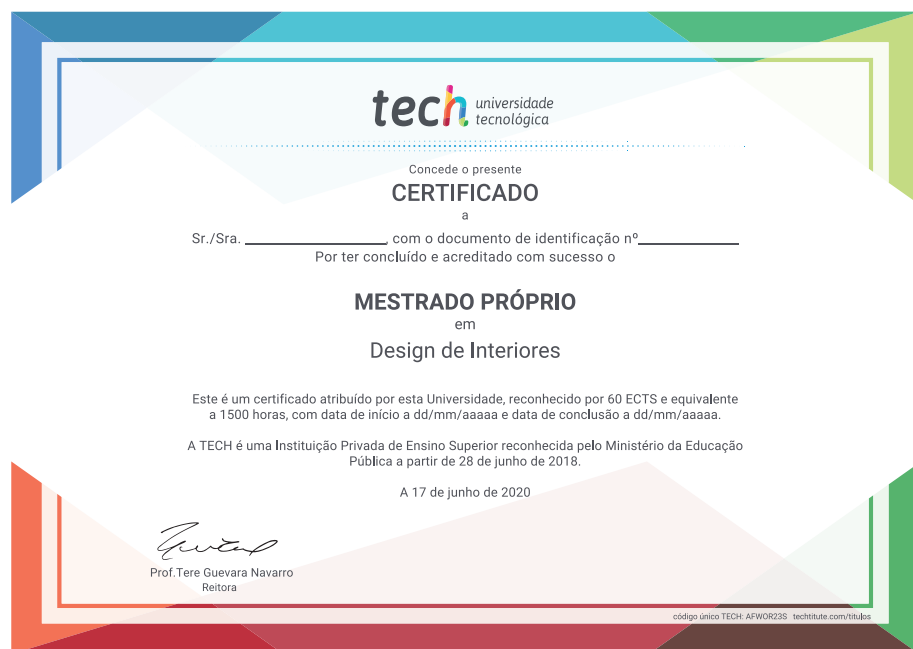 tech universidade
tecnológica
Concede o presente
CERTIFICADO
a
Sr./Sra. ____________________, com o documento de identificação nº______________
Por ter concluído e acreditado com sucesso o
MESTRADO PRÓPRIO
em
Design de Interiores
Este é um certificado atribuído por esta Universidade, reconhecido por 60 ECTS e equivalente
a 1500 horas, com data de início a dd/mm/aaaaa e data de conclusão a dd/mm/aaaaa.
A TECH é uma Instituição Privada de Ensino Superior reconhecida pelo Ministério da Educação
Pública a partir de 28 de junho de 2018.
A 17 de junho de 2020
Prof.Tere Guevara Navarro
Reitora
código único TECH: AFWOR23S techtitute.com/titulos